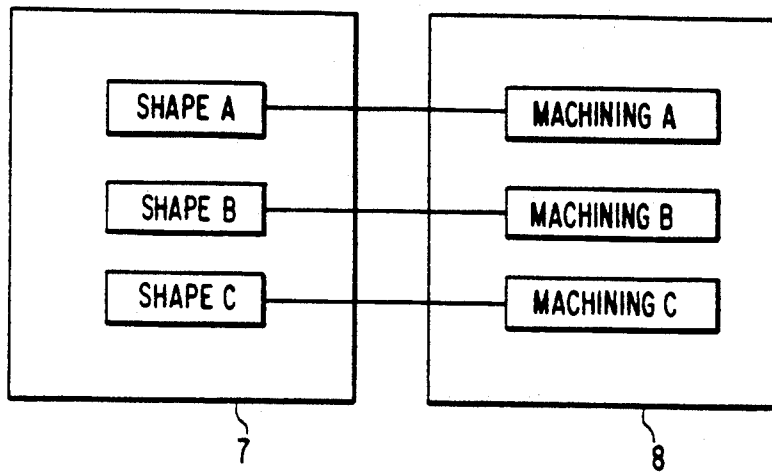 SHAPE A
MACHINING A
SHAPE B
MACHINING B
SHAPE C
MACHINING C
7
8